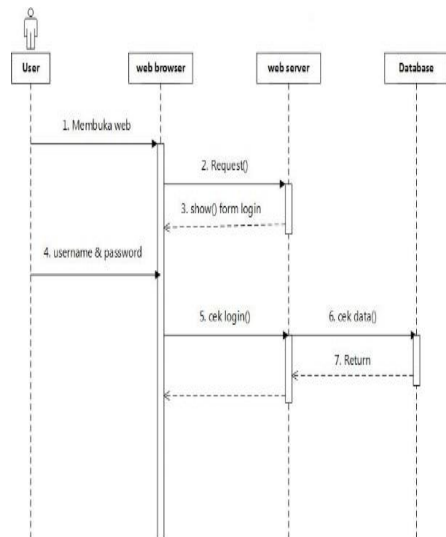 User
web browser
web server
Database
1. Membuka web
2. Request()
3. show() form login
4. username & password
5. cek login()
6. cek data()
7. Return